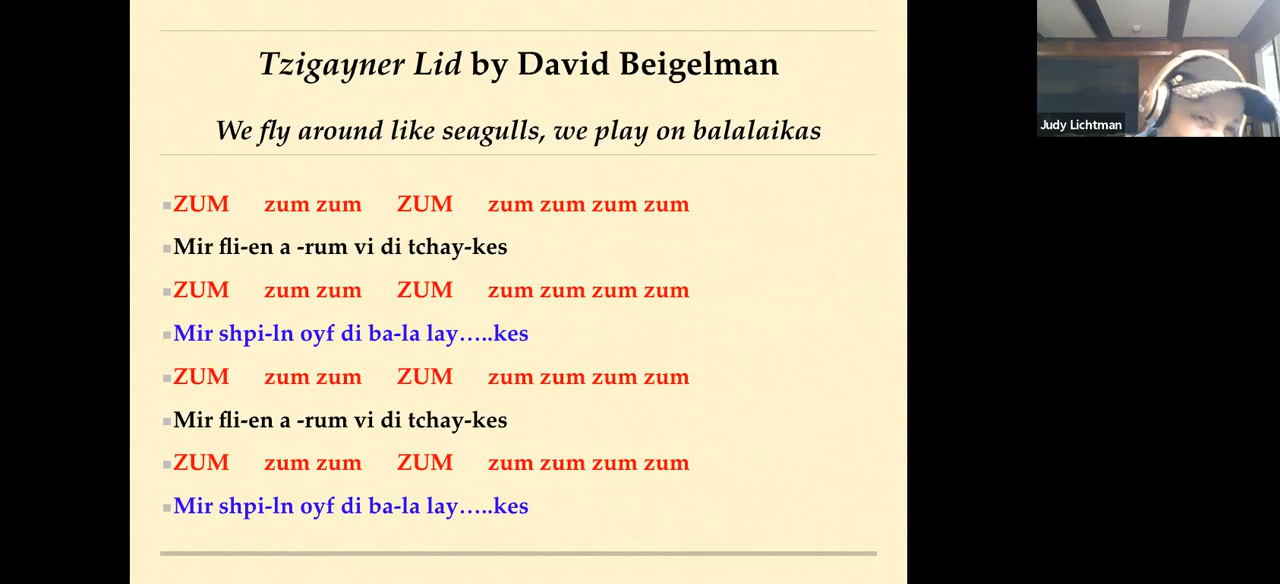 Tzigayner Lid by David Beigelman
We fly around like seagulls, we play on balalaikas
ZUM zum zum ZUM zum zum zum zum
Mir fli-en a -rum vi di tchay-kes
ZUM zum zum ZUM zum zum zum zum
Mir shpi-ln oyf di ba-la lay…..kes
ZUM zum zum ZUM zum zum zum zum
Mir fli-en a -rum vi di tchay-kes
ZUM zum zum ZUM zum zum zum zum
Mir shpi-ln oyf di ba-la lay…..kes
Judy Lichtman